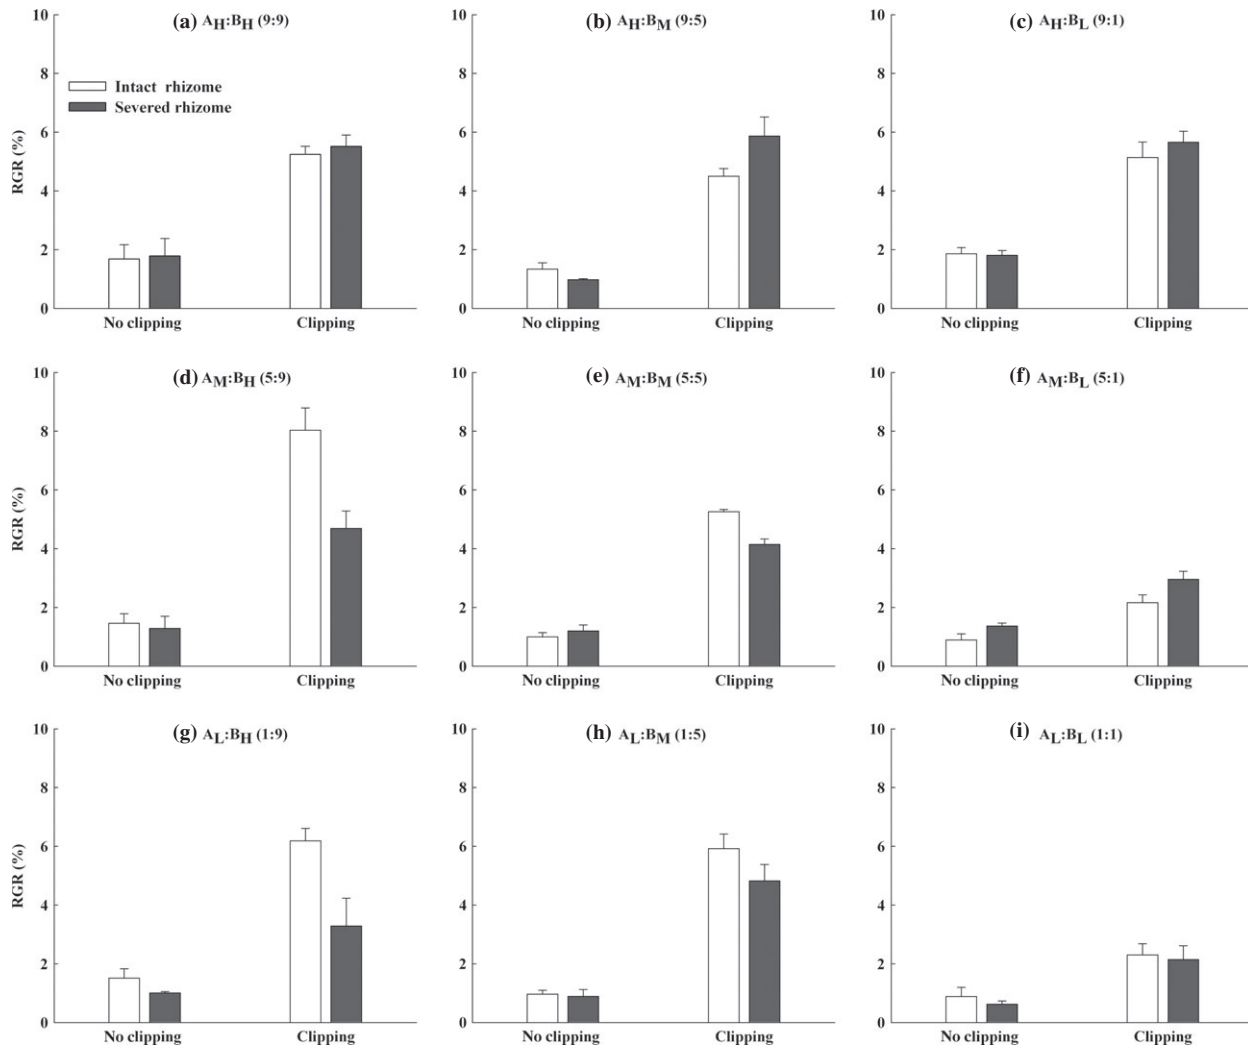 (a) AH:BH (9:9)
10
8
6
4
2
0
RGR (%)
Intact rhizome
Severed rhizome
No clipping Clipping
(b) AH:BM (9:5)
10
8
6
4
2
0
No clipping Clipping
(c) AH:BL (9:1)
10
8
6
4
2
0
No clipping Clipping
(d) AM:BH (5:9)
10
8
6
4
2
0
RGR (%)
No clipping Clipping
(e) AM:BM (5:5)
10
8
6
4
2
0
No clipping Clipping
(f) AM:BL (5:1)
10
8
6
4
2
0
No clipping Clipping
(g) AL:BH (1:9)
10
8
6
4
2
0
RGR (%)
No clipping Clipping
(h) AL:BM (1:5)
10
8
6
4
2
0
No clipping Clipping
(i) AL:BL (1:1)
10
8
6
4
2
0
No clipping Clipping